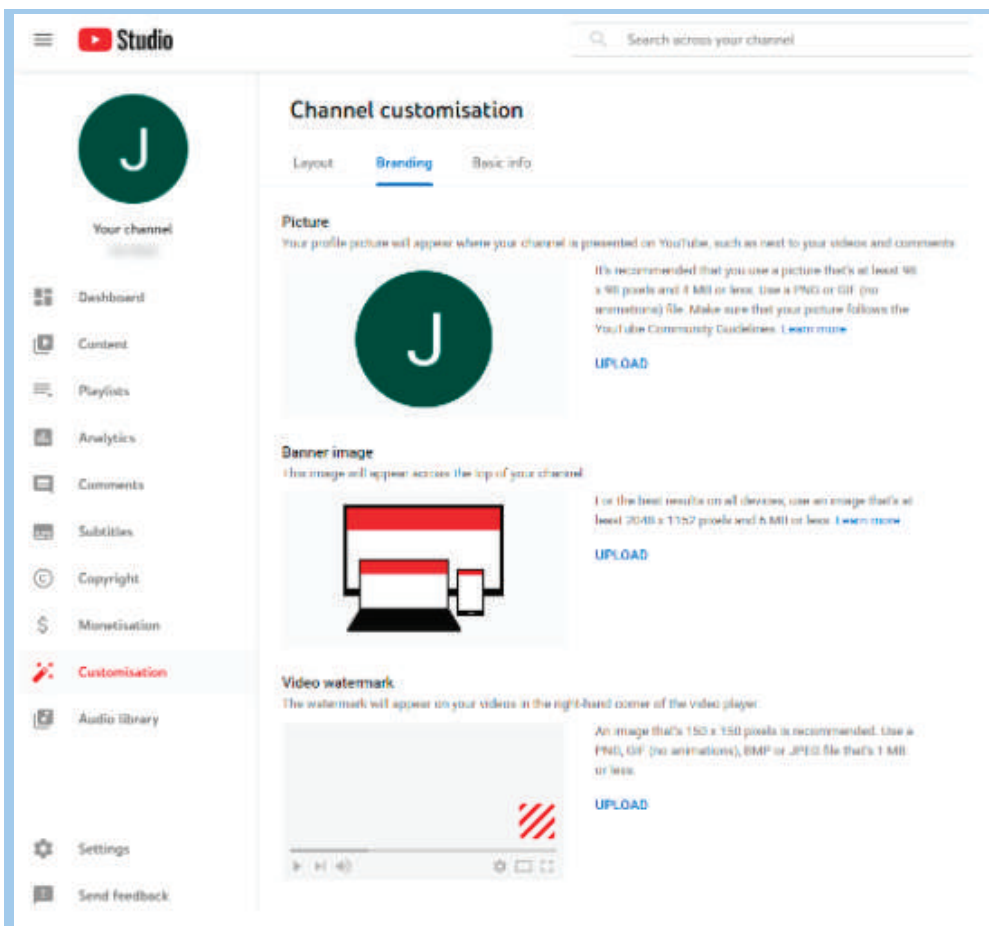 Studio
Search across your channel
J
Your channel
Dashboard
Content
Playlists
Analytics
Comments
Subtitles
Copyright
Monetisation
Customisation
Audio library
Settings
Send feedback
Channel customisation
Layout Branding Basic info
Picture
Your profile picture will appear where your channel is presented on YouTube, such as next to your videos and comments
J
It's recommended that you use a picture that's at least 98
x 98 pixels and 4 MB or less. Use a PNG or GIF (no
animations) file. Make sure that your picture follows the
YouTube Community Guidelines. Learn more
UPLOAD
Banner image
This image will appear across the top of your channel
For the best results on all devices, use an image that's at
least 2048 x 1152 pixels and 6 MB or less. Learn more
UPLOAD
Video watermark
The watermark will appear on your videos in the right-hand corner of the video player
An image that's 150 x 150 pixels is recommended. Use a
PNG, GIF (no animations), BMP or JPEG file that's 1 MB
or less.
UPLOAD